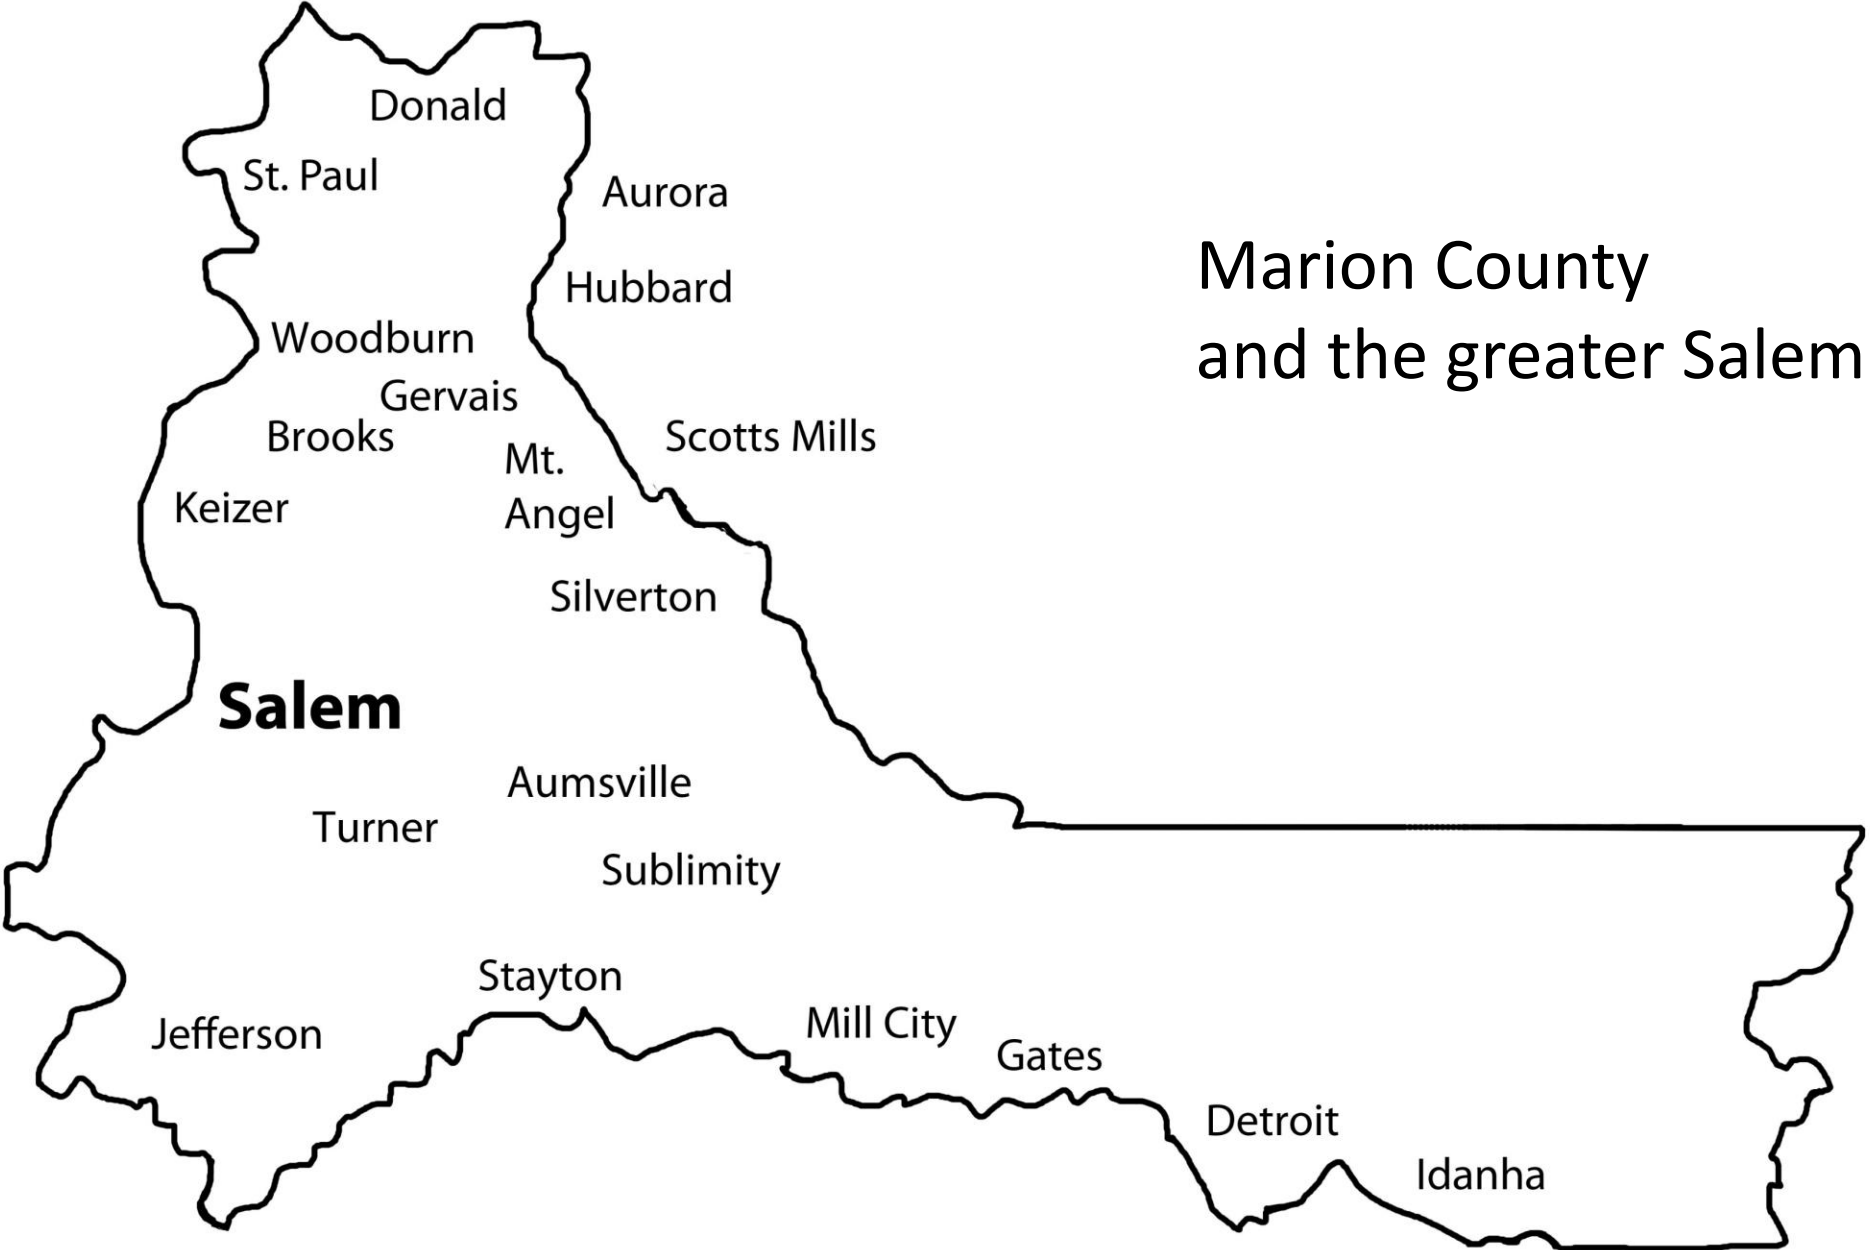 Donald
St. Paul
Aurora
Hubbard
Marion County
and the greater Salem
Woodburn
Gervais
Brooks
Scotts Mills
Mt.
Angel
Keizer
Silverton
Salem
Aumsville
Turner
Sublimity
Stayton
Jefferson
Mill City
Gates
Detroit
Idanha